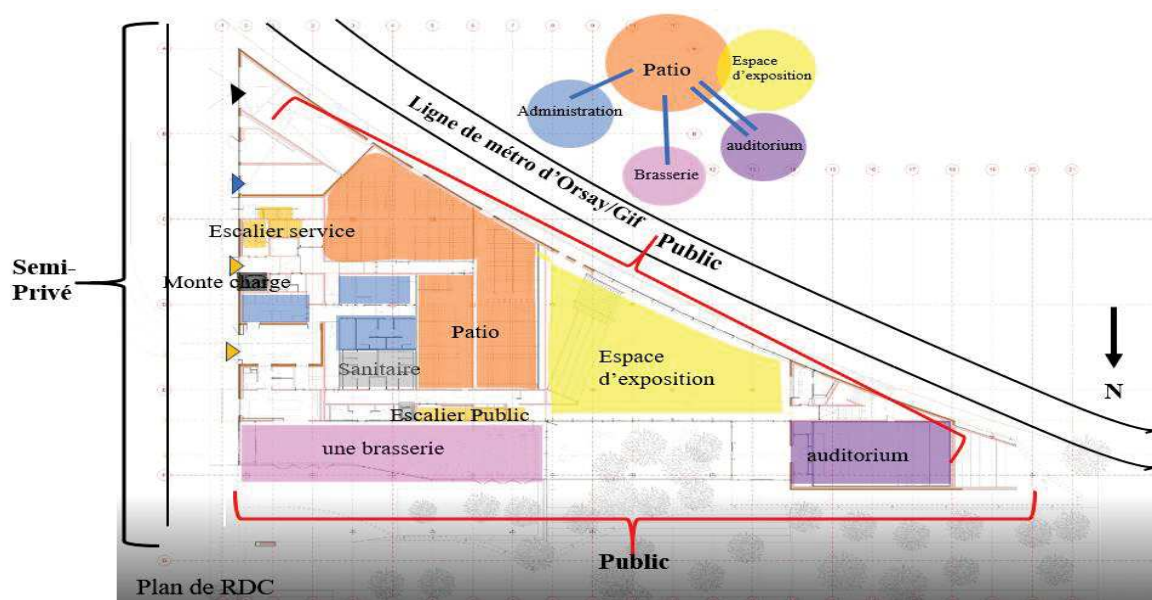 Patio
Espace
d’exposition
Administration
auditorium
Brasserie
Ligne de métro d'Orsay/Gif
Public
Escalier service
Semi-
Privé
Monte charge
Patio
Espace
d’exposition
Sanitaire
N
Escalier Public
une brasserie
auditorium
Public
Plan de RDC